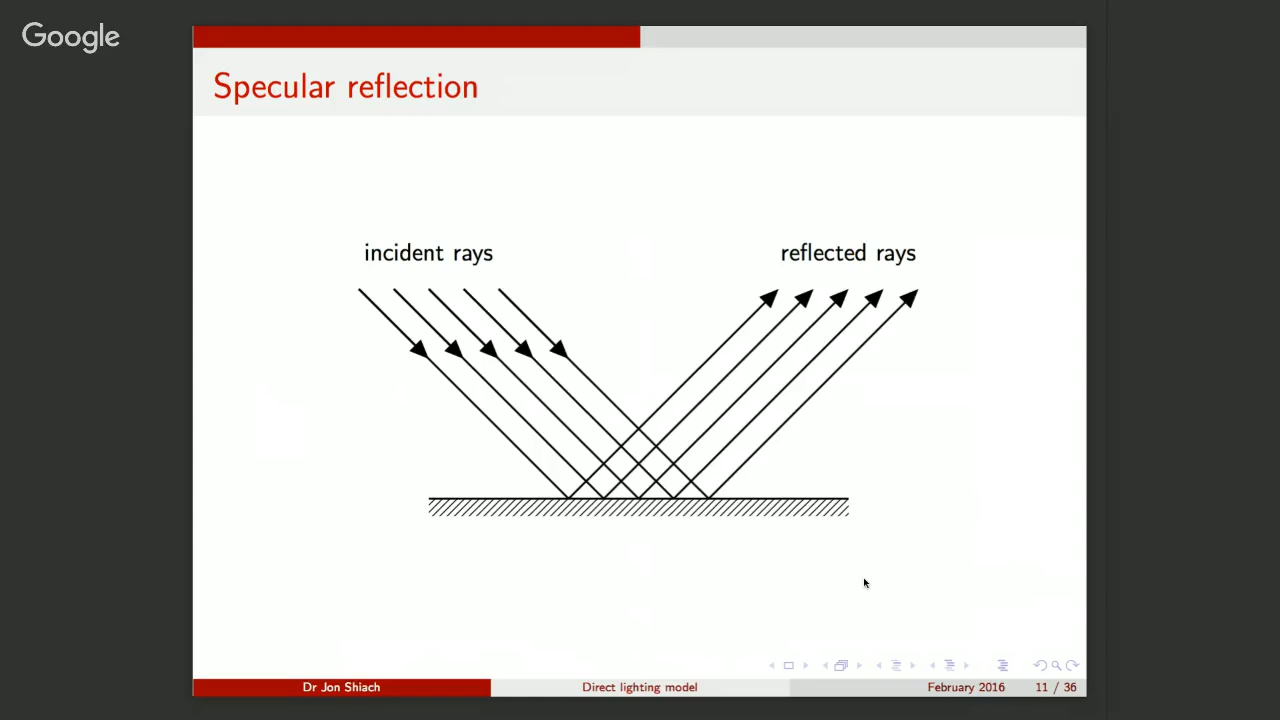 Google
Specular reflection
incident rays
reflected rays
Dr Jon Shiach
Direct lighting model
February 2016
11 / 36